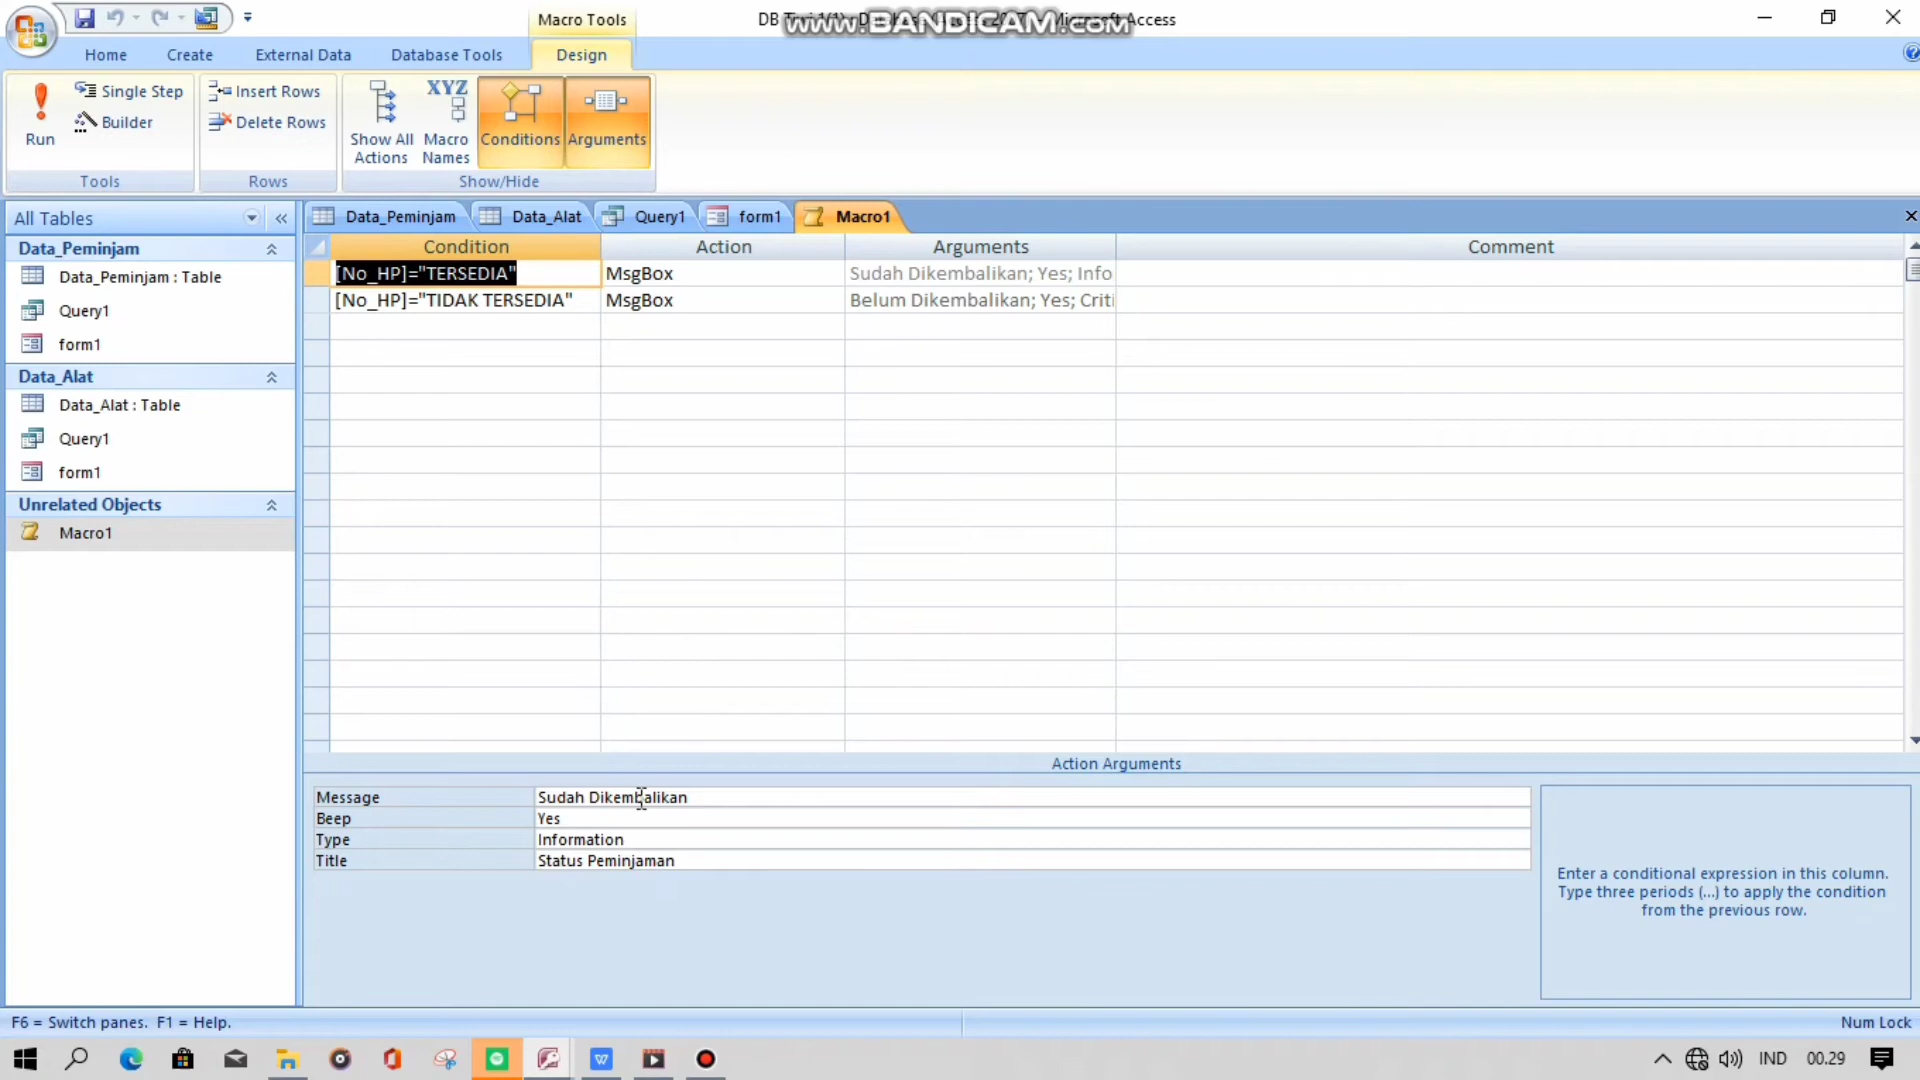 Macro Tools
DB Tiwi
Microsoft Access
www.BANDICAM.com
Home
Create
External Data
Database Tools
Design
Run
Single Step
Builder
Tools
Insert Rows
Delete Rows
Rows
Show All Actions
Macro Names
Conditions
Arguments
Show/Hide
All Tables
Data_Peminjam
Data_Alat
Query1
form1
Macro1
Data_Peminjam
Data_Peminjam : Table
Query1
form1
Data_Alat
Data_Alat : Table
Query1
form1
Unrelated Objects
Macro1
Condition Action Arguments Comment
[No_HP]="TERSEDIA" MsgBox Sudah Dikembalikan; Yes; Info
[No_HP]="TIDAK TERSEDIA" MsgBox Belum Dikembalikan; Yes; Criti
Action Arguments
Message Sudah Dikembalikan
Beep Yes
Type Information
Title Status Peminjaman
Enter a conditional expression in this column.
Type three periods (...) to apply the condition
from the previous row.
F6 = Switch panes. F1 = Help.
Num Lock
IND
00.29